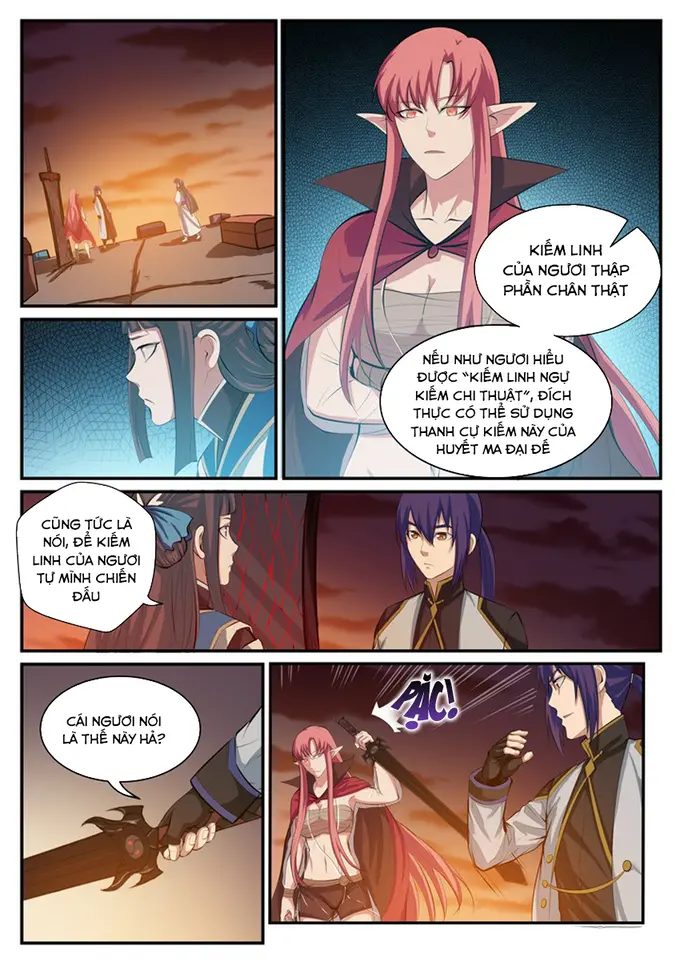 KIẾM LINH
CỦA NGƯƠI THẬP
PHẦN CHÂN THẬT
NẾU NHƯ NGƯƠI HIỂU
ĐƯỢC "KIẾM LINH NGỰ
KIẾM CHI THUẬT", ĐÍCH
THỰC CÓ THỂ SỬ DỤNG
THANH CỰ KIẾM NÀY CỦA
HUYẾT MA ĐẠI ĐẾ
CŨNG TỨC LÀ
NÓI, ĐỂ KIẾM
LINH CỦA NGƯƠI
TỰ MÌNH CHIẾN
ĐẤU
CÁI NGƯƠI NÓI
LÀ THẾ NÀY HẢ?
PẶC!